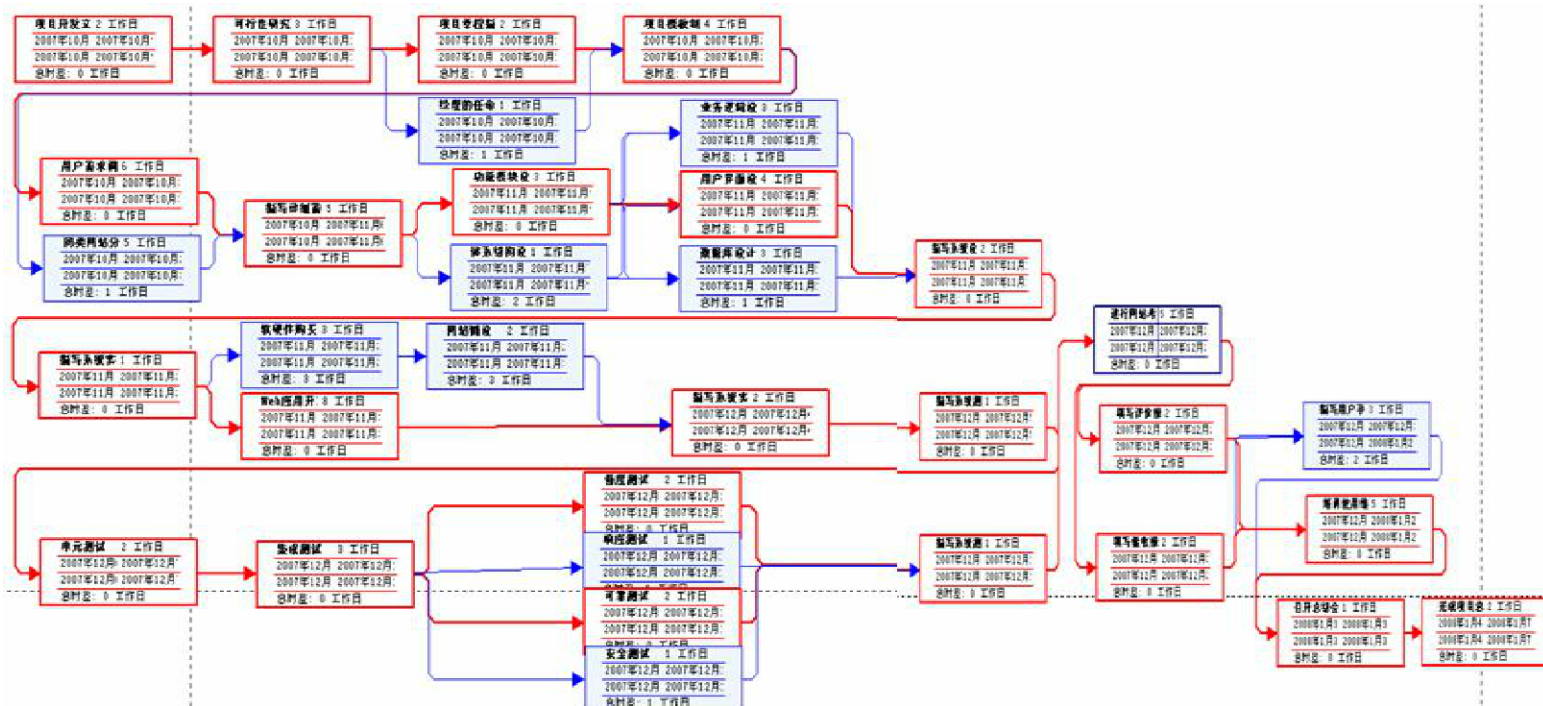 项目开发立 2 工作日
2007年10月 2007年10月
2007年10月 2007年10月
总时差: 0 工作日
可行性研究 3 工作日
2007年10月 2007年10月
2007年10月 2007年10月
总时差: 0 工作日
2 工作日
2007年10月 2007年10月
2007年10月 2007年10月
总时差: 0 工作日
4 工作日
2007年10月 2007年10月
2007年10月 2007年10月
总时差: 0 工作日
经理的任命 1 工作日
2007年10月 2007年10月
2007年10月 2007年10月
总时差: 1 工作日
业务逻辑设 3 工作日
2007年11月 2007年11月
2007年11月 2007年11月
总时差: 1 工作日
用户需求调 6 工作日
2007年10月 2007年10月
2007年10月 2007年10月
总时差: 0 工作日
功能模块设 3 工作日
2007年11月 2007年11月
2007年11月 2007年11月
总时差: 0 工作日
用户界面设 4 工作日
2007年11月 2007年11月
2007年11月 2007年11月
总时差: 0 工作日
5 工作日
2007年10月 2007年11月
2007年10月 2007年11月
总时差: 0 工作日
同类网站分 5 工作日
2007年10月 2007年10月
2007年10月 2007年10月
总时差: 1 工作日
1 工作日
2007年11月 2007年11月
2007年11月 2007年11月
总时差: 2 工作日
数据库设计 3 工作日
2007年11月 2007年11月
2007年11月 2007年11月
总时差: 1 工作日
编写系统设 2 工作日
2007年11月 2007年11月
2007年11月 2007年11月
总时差: 0 工作日
5 工作日
2007年12月 2007年12月
2007年12月 2007年12月
总时差: 0 工作日
编写系统实 1 工作日
2007年11月 2007年11月
2007年11月 2007年11月
总时差: 0 工作日
软硬件购买 3 工作日
2007年11月 2007年11月
2007年11月 2007年11月
总时差: 3 工作日
网站铺设 2 工作日
2007年11月 2007年11月
2007年11月 2007年11月
总时差: 3 工作日
Web应用开 8 工作日
2007年11月 2007年11月
2007年11月 2007年11月
总时差: 0 工作日
编写系统实 2 工作日
2007年12月 2007年12月
2007年12月 2007年12月
总时差: 0 工作日
编写系统测 1 工作日
2007年12月 2007年12月
2007年12月 2007年12月
总时差: 0 工作日
2 工作日
2007年12月 2007年12月
2007年12月 2007年12月
总时差: 0 工作日
编写用户手 3 工作日
2007年12月 2007年12月
2007年12月 2008年1月2
总时差: 2 工作日
单元测试 2 工作日
2007年12月 2007年12月
2007年12月 2007年12月
总时差: 0 工作日
集成测试 3 工作日
2007年12月 2007年12月
2007年12月 2007年12月
总时差: 0 工作日
2 工作日
2007年12月 2007年12月
2007年12月 2007年12月
总时差: 0 工作日
响应测试 1 工作日
2007年12月 2007年12月
2007年12月 2007年12月
可靠测试 2 工作日
2007年12月 2007年12月
2007年12月 2007年12月
总时差: 0 工作日
安全测试 1 工作日
2007年12月 2007年12月
2007年12月 2007年12月
总时差: 1 工作日
编写系统测 1 工作日
2007年12月 2007年12月
2007年12月 2007年12月
总时差: 0 工作日
2 工作日
2007年12月 2007年12月
2007年12月 2007年12月
总时差: 0 工作日
5 工作日
2007年12月 2008年1月2
2007年12月 2008年1月2
总时差: 0 工作日
召开总结会 1 工作日
2008年1月3 2008年1月3
2008年1月3 2008年1月3
总时差: 0 工作日
完成项目总 2 工作日
2008年1月4 2008年1月7
2008年1月4 2008年1月7
总时差: 0 工作日